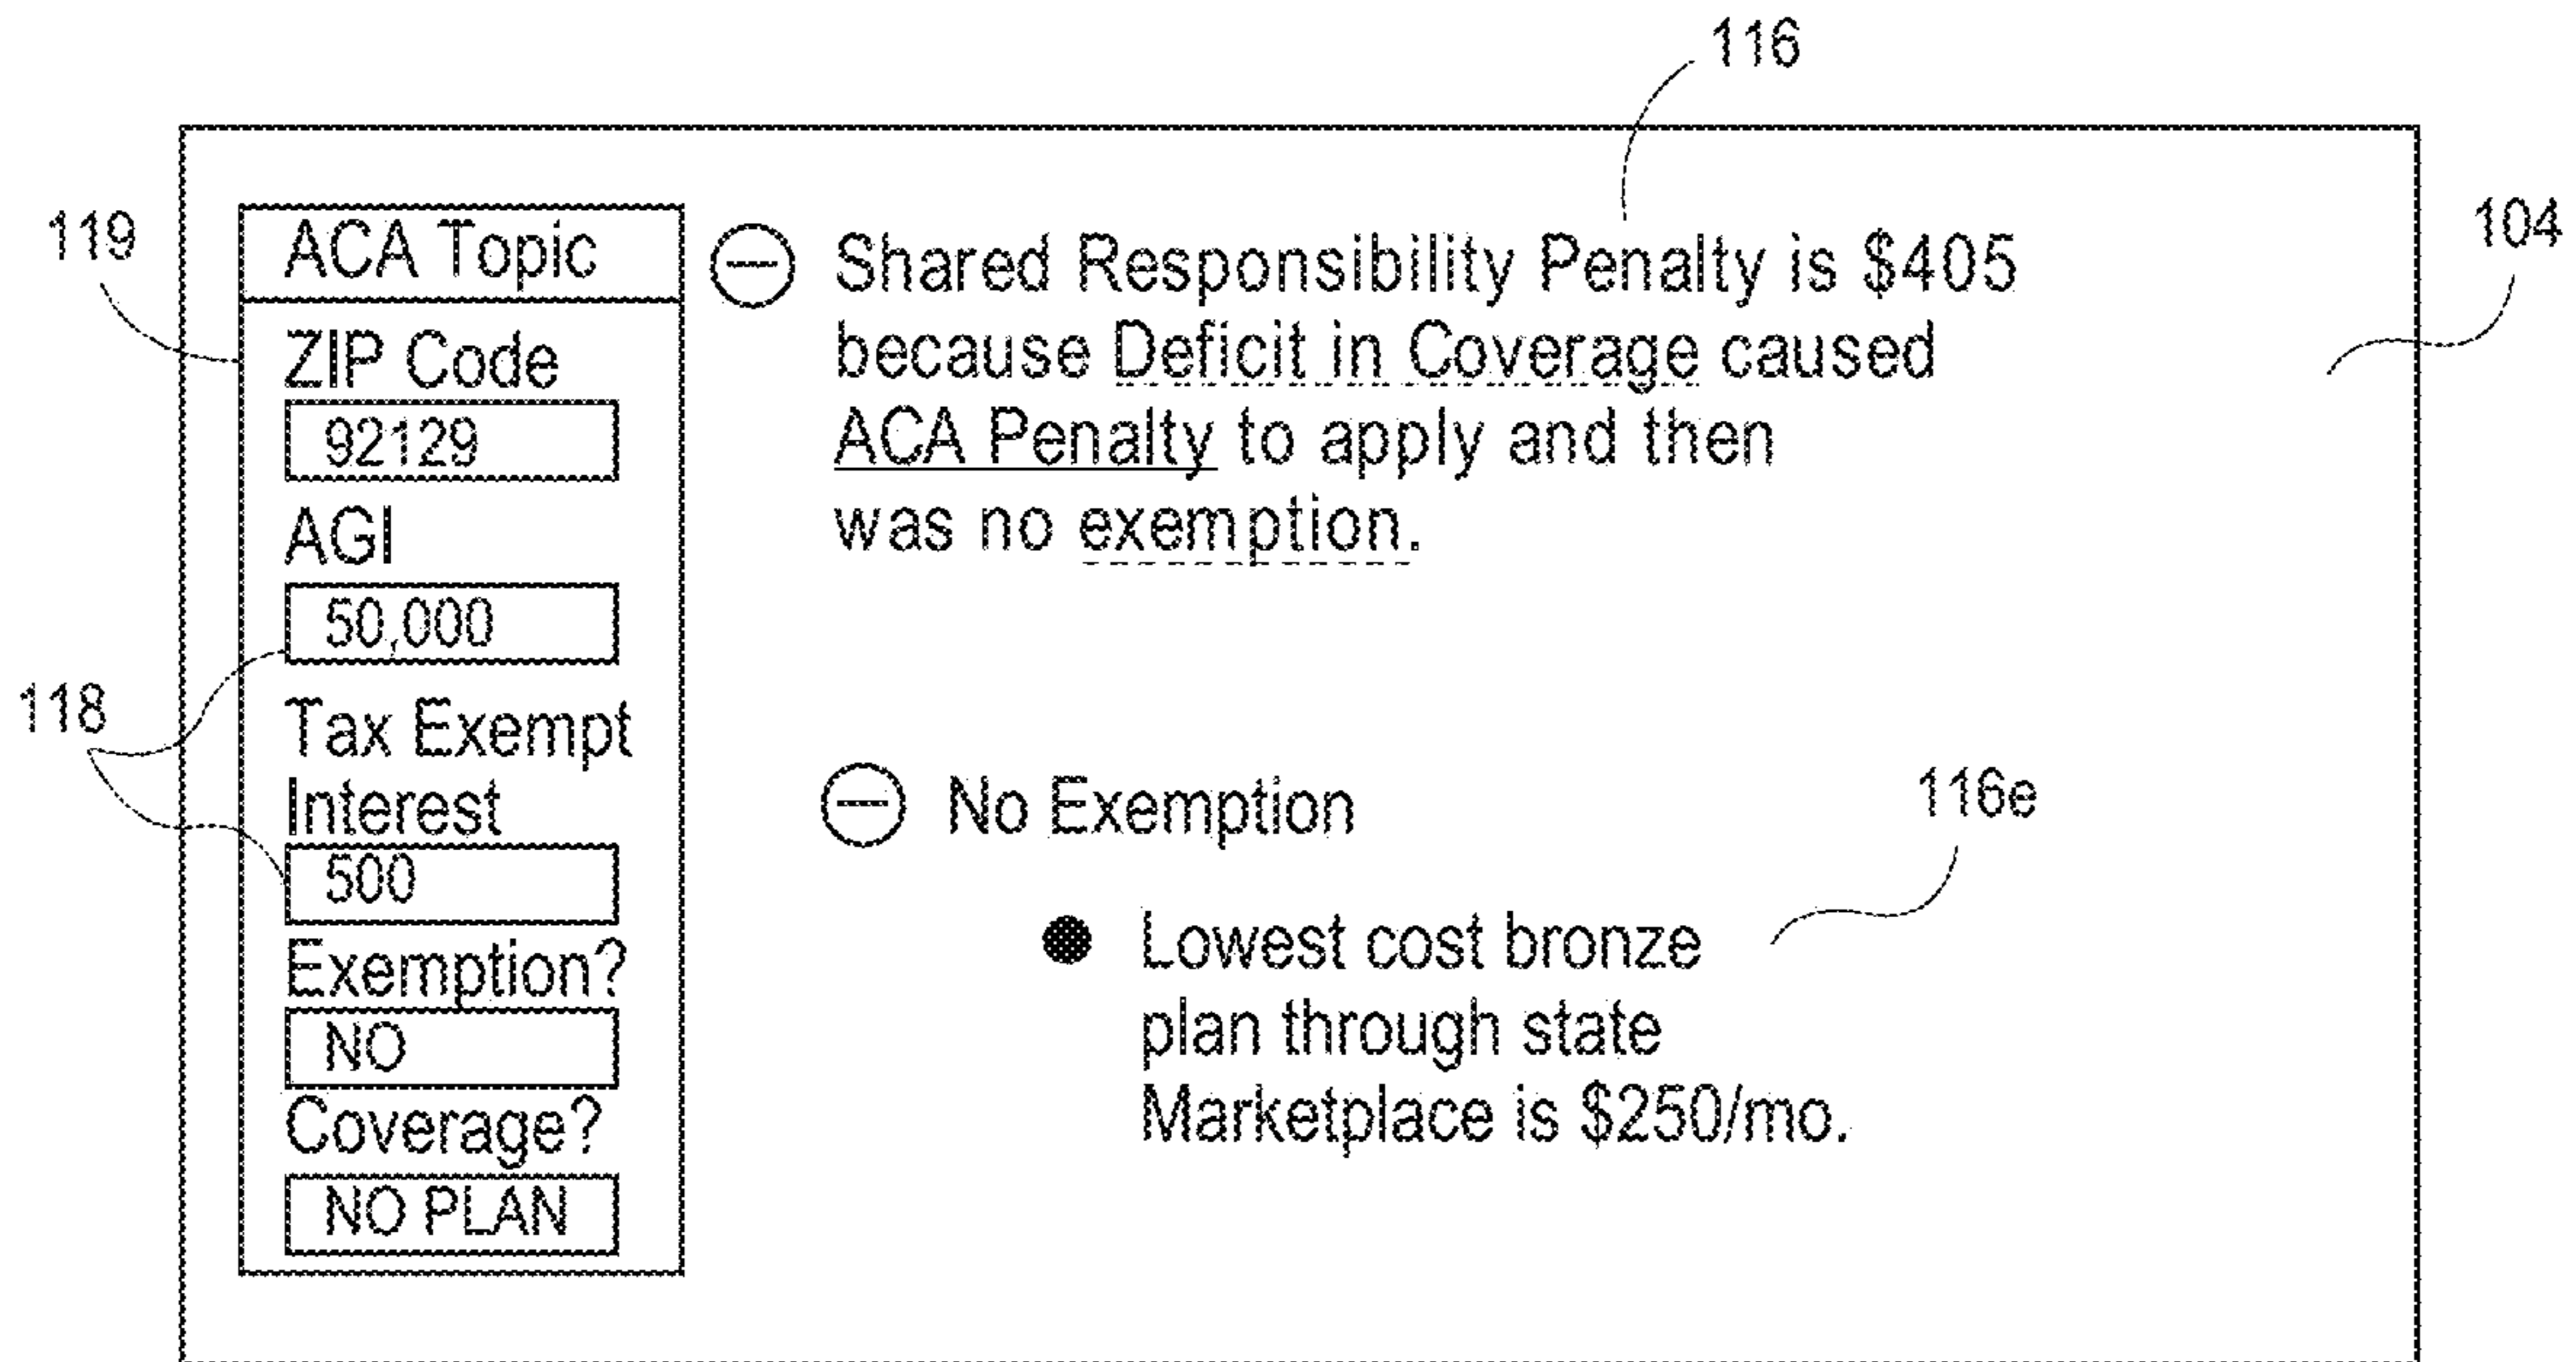 116
104
119
118
116e
ACA Topic
ZIP Code
92129
AGI
50,000
Tax Exempt
Interest
500
Exemption?
NO
Coverage?
NO PLAN
Shared Responsibility Penalty is $405
because Deficit in Coverage caused
ACA Penalty to apply and then
was no exemption.
No Exemption
Lowest cost bronze
plan through state
Marketplace is $250/mo.